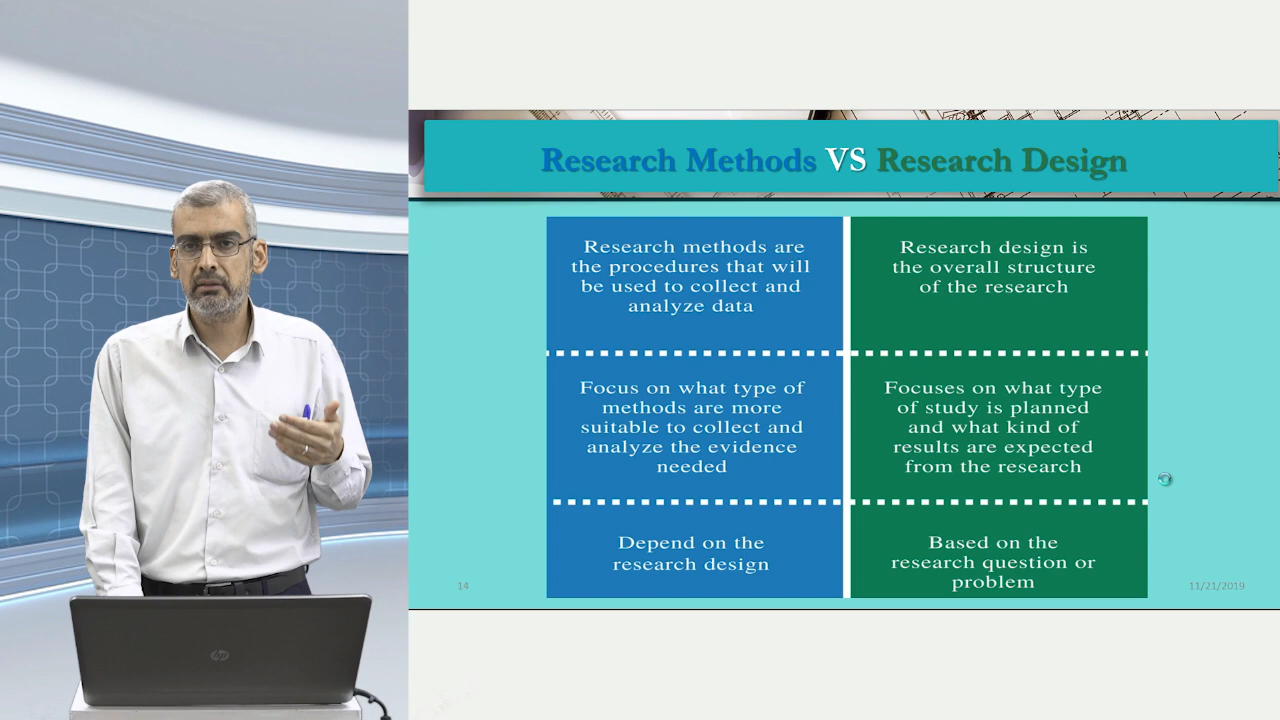 Research Methods VS Research Design
Research methods are
the procedures that will
be used to collect and
analyze data
Research design is
the overall structure
of the research
Focus on what type of
methods are more
suitable to collect and
analyze the evidence
needed
Focuses on what type
of study is planned
and what kind of
results are expected
from the research
Depend on the
research design
Based on the
research question or
problem
14
11/21/2019
hp